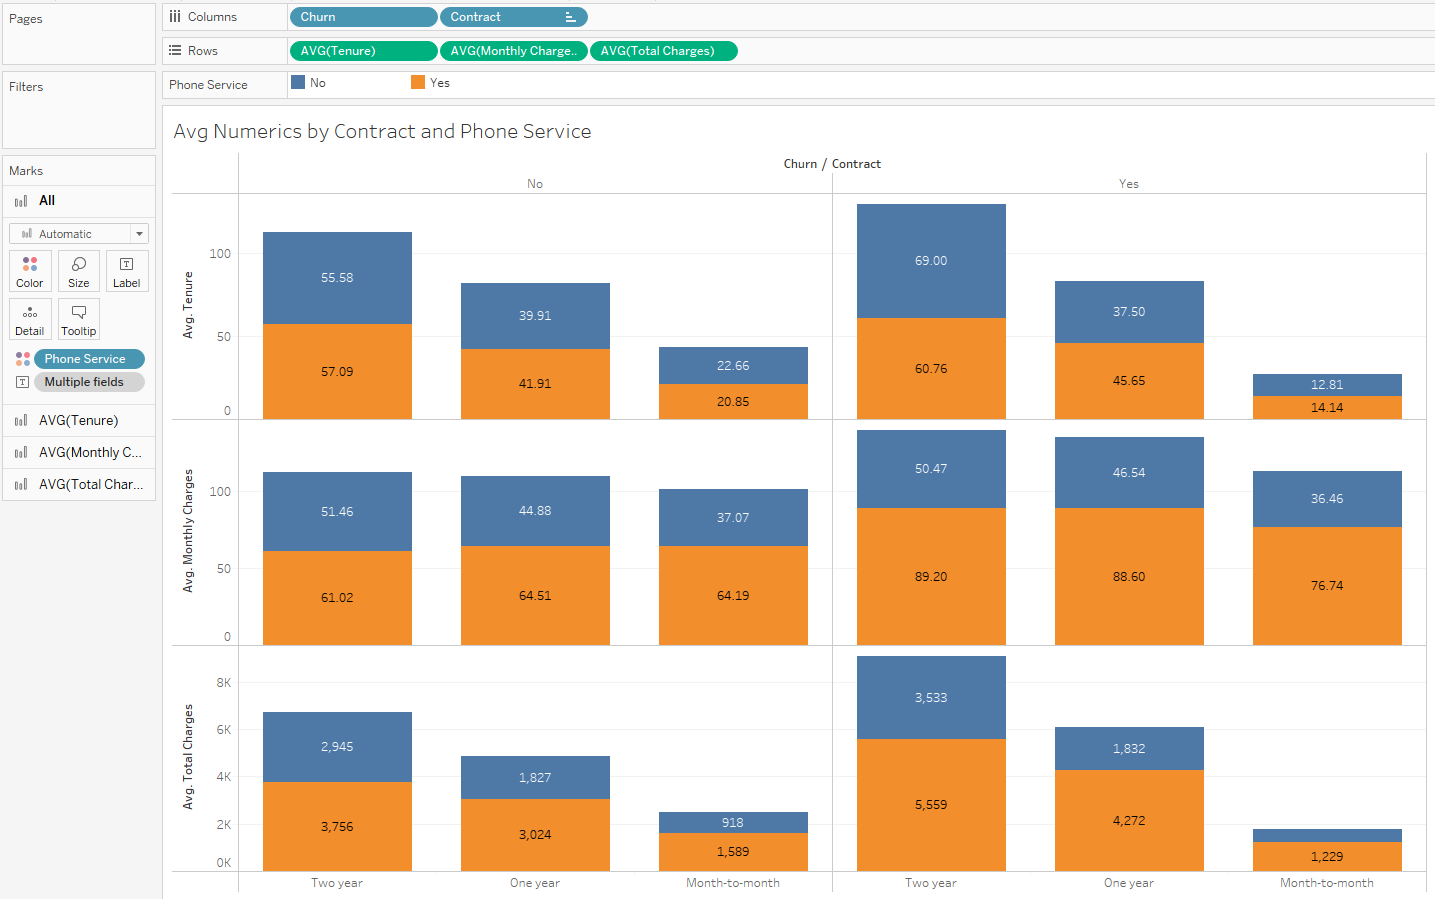 Pages
Columns
Churn
Contract
Rows
AVG(Tenure)
AVG(Monthly Charge..
AVG(Total Charges)
Filters
Phone Service
No
Yes
Avg Numerics by Contract and Phone Service
Marks
All
Automatic
Color
Size
Label
Detail
Tooltip
Phone Service
Multiple fields
AVG(Tenure)
AVG(Monthly C...
AVG(Total Char...
Churn / Contract
No
Yes
Avg. Tenure
100
50
0
55.58
39.91
22.66
69.00
37.50
12.81
57.09
41.91
20.85
60.76
45.65
14.14
Avg. Monthly Charges
100
50
0
51.46
44.88
37.07
50.47
46.54
36.46
61.02
64.51
64.19
89.20
88.60
76.74
Avg. Total Charges
8K
6K
4K
2K
0K
2,945
1,827
918
3,533
1,832
3,756
3,024
1,589
5,559
4,272
1,229
Two year
One year
Month-to-month
Two year
One year
Month-to-month